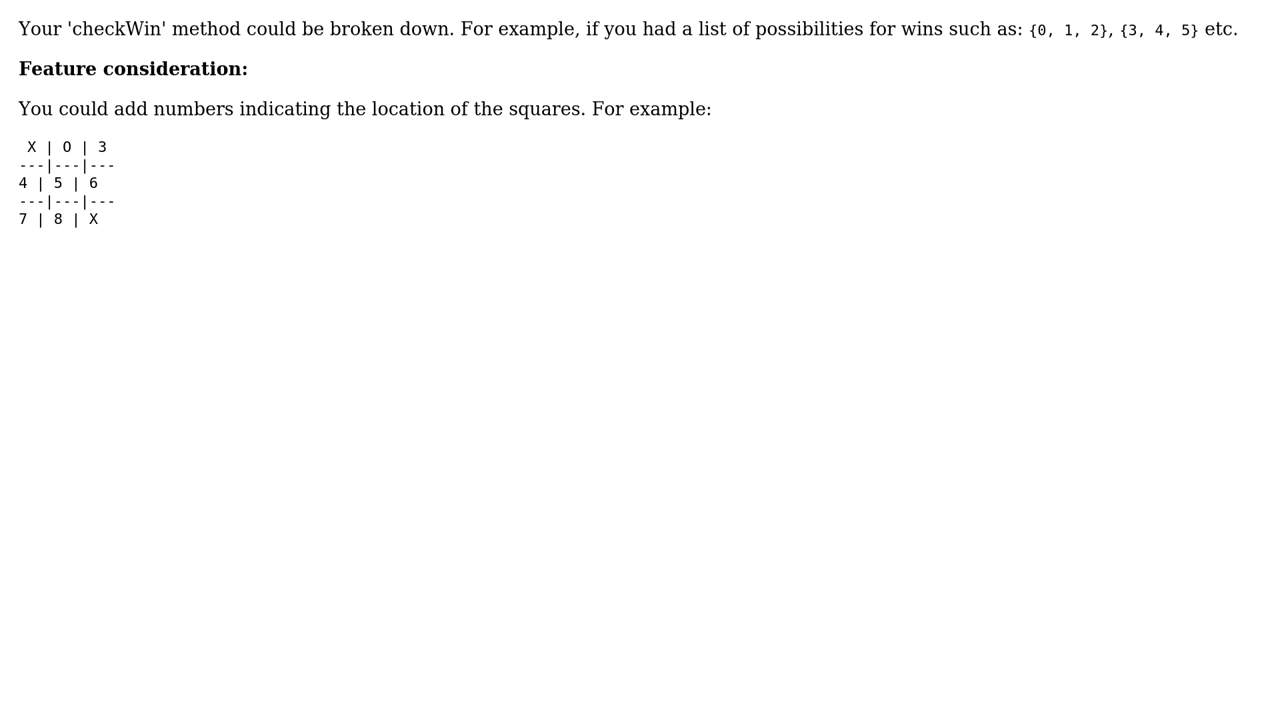 Your 'checkWin' method could be broken down. For example, if you had a list of possibilities for wins such as: {0, 1, 2}, {3, 4, 5} etc.
Feature consideration:
You could add numbers indicating the location of the squares. For example:
 X | O | 3
---|---|---
4 | 5 | 6
---|---|---
7 | 8 | X